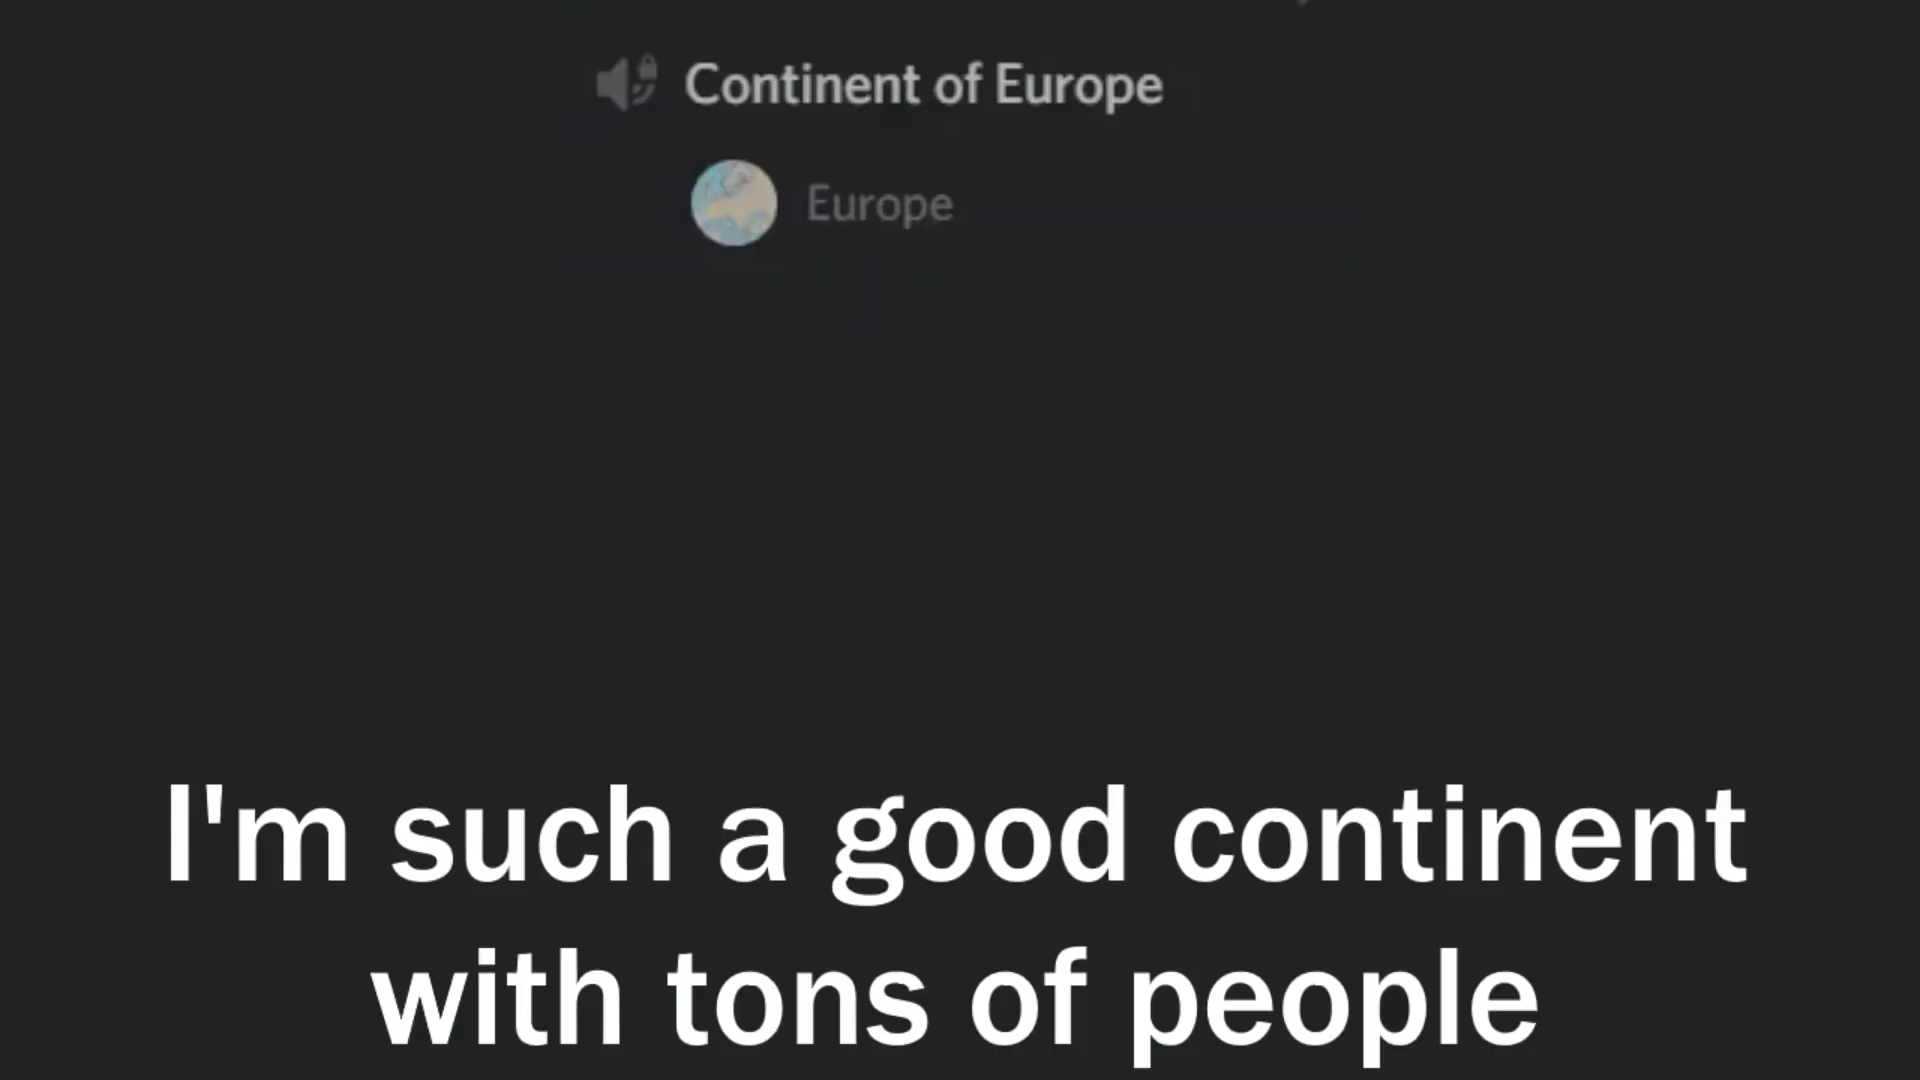 Continent of Europe
Europe
I'm such a good continent
with tons of people